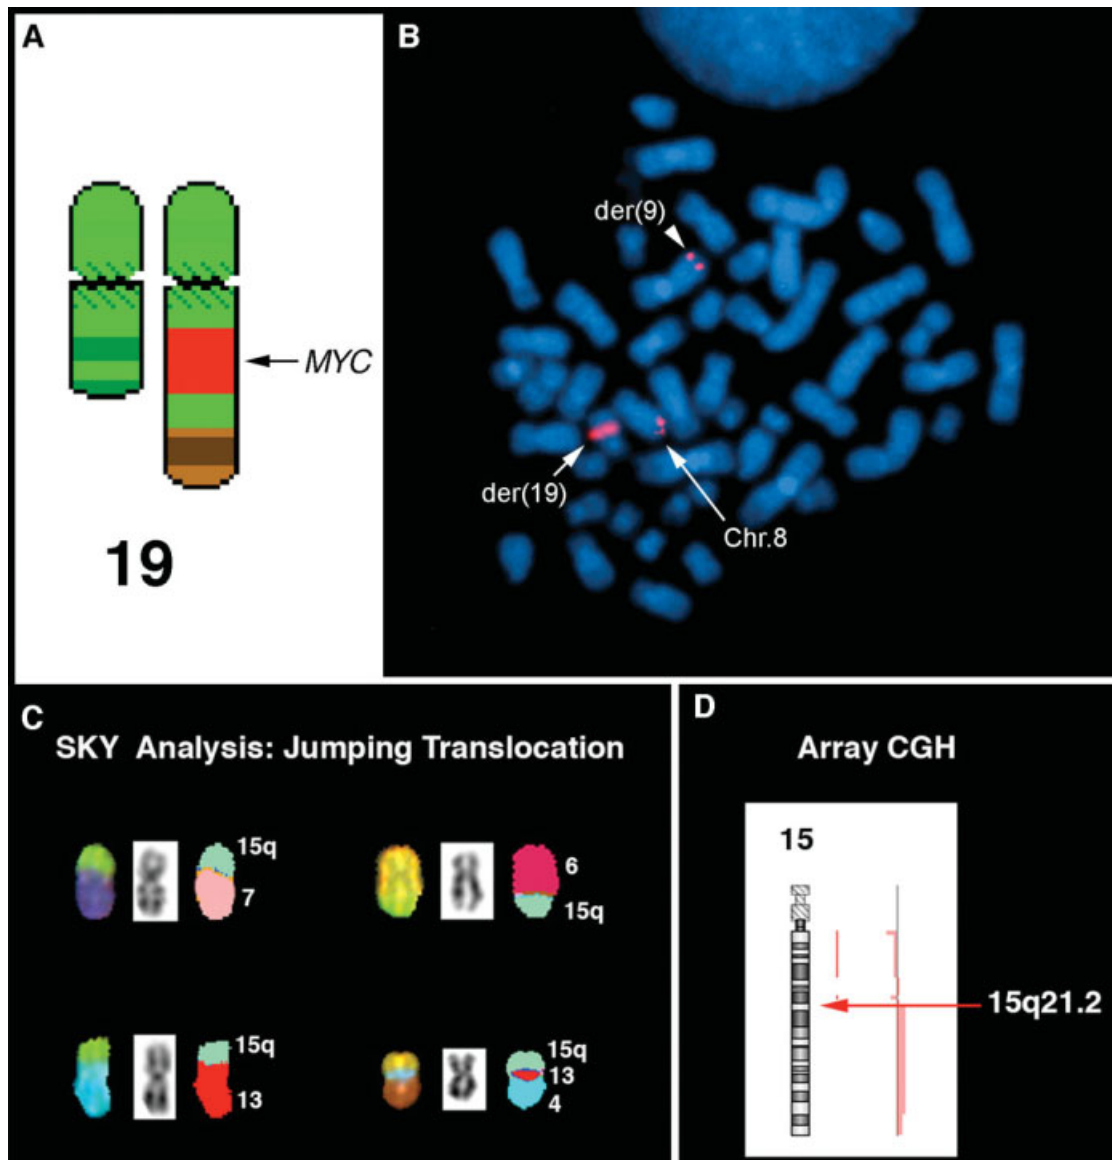 A
MYC
19
B
der(9)
der(19)
Chr.8
C
SKY Analysis: Jumping Translocation
15q
7
6
15q
15q
13
15q
13
4
D
Array CGH
15
15q21.2